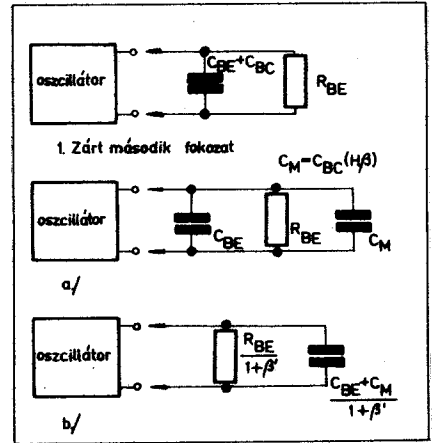 oszcillátor
C_BE+C_BC
R_BE
1. Zárt második fokozat
C_M=C_BC(H/β)
oszcillátor
C_BE
R_BE
C_M
a/
oszcillátor
R_BE
1+β'
C_BE+C_M
1+β'
b/